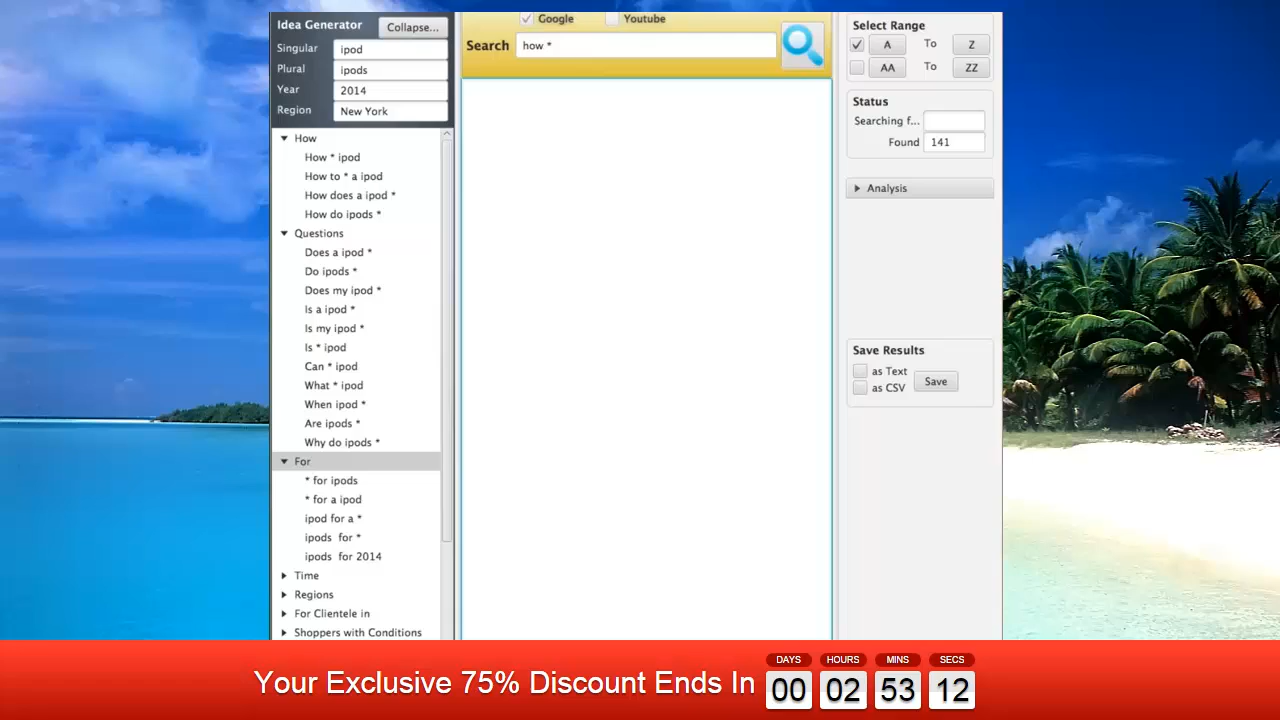 Idea Generator
Collapse...
Singular ipod
Plural ipods
Year 2014
Region New York
How
How * ipod
How to * a ipod
How does a ipod *
How do ipods *
Questions
Does a ipod *
Do ipods *
Does my ipod *
Is a ipod *
Is my ipod *
Is * ipod
Can * ipod
What * ipod
When ipod *
Are ipods *
Why do ipods *
For
* for ipods
* for a ipod
ipod for a *
ipods for *
ipods for 2014
Time
Regions
For Clientele in
Shoppers with Conditions
Google Youtube
Search how *
Select Range
A To Z
AA To ZZ
Status
Searching f...
Found 141
Analysis
Save Results
as Text
as CSV
Save
Your Exclusive 75% Discount Ends In
DAYS HOURS MINS SECS
00 02 53 12